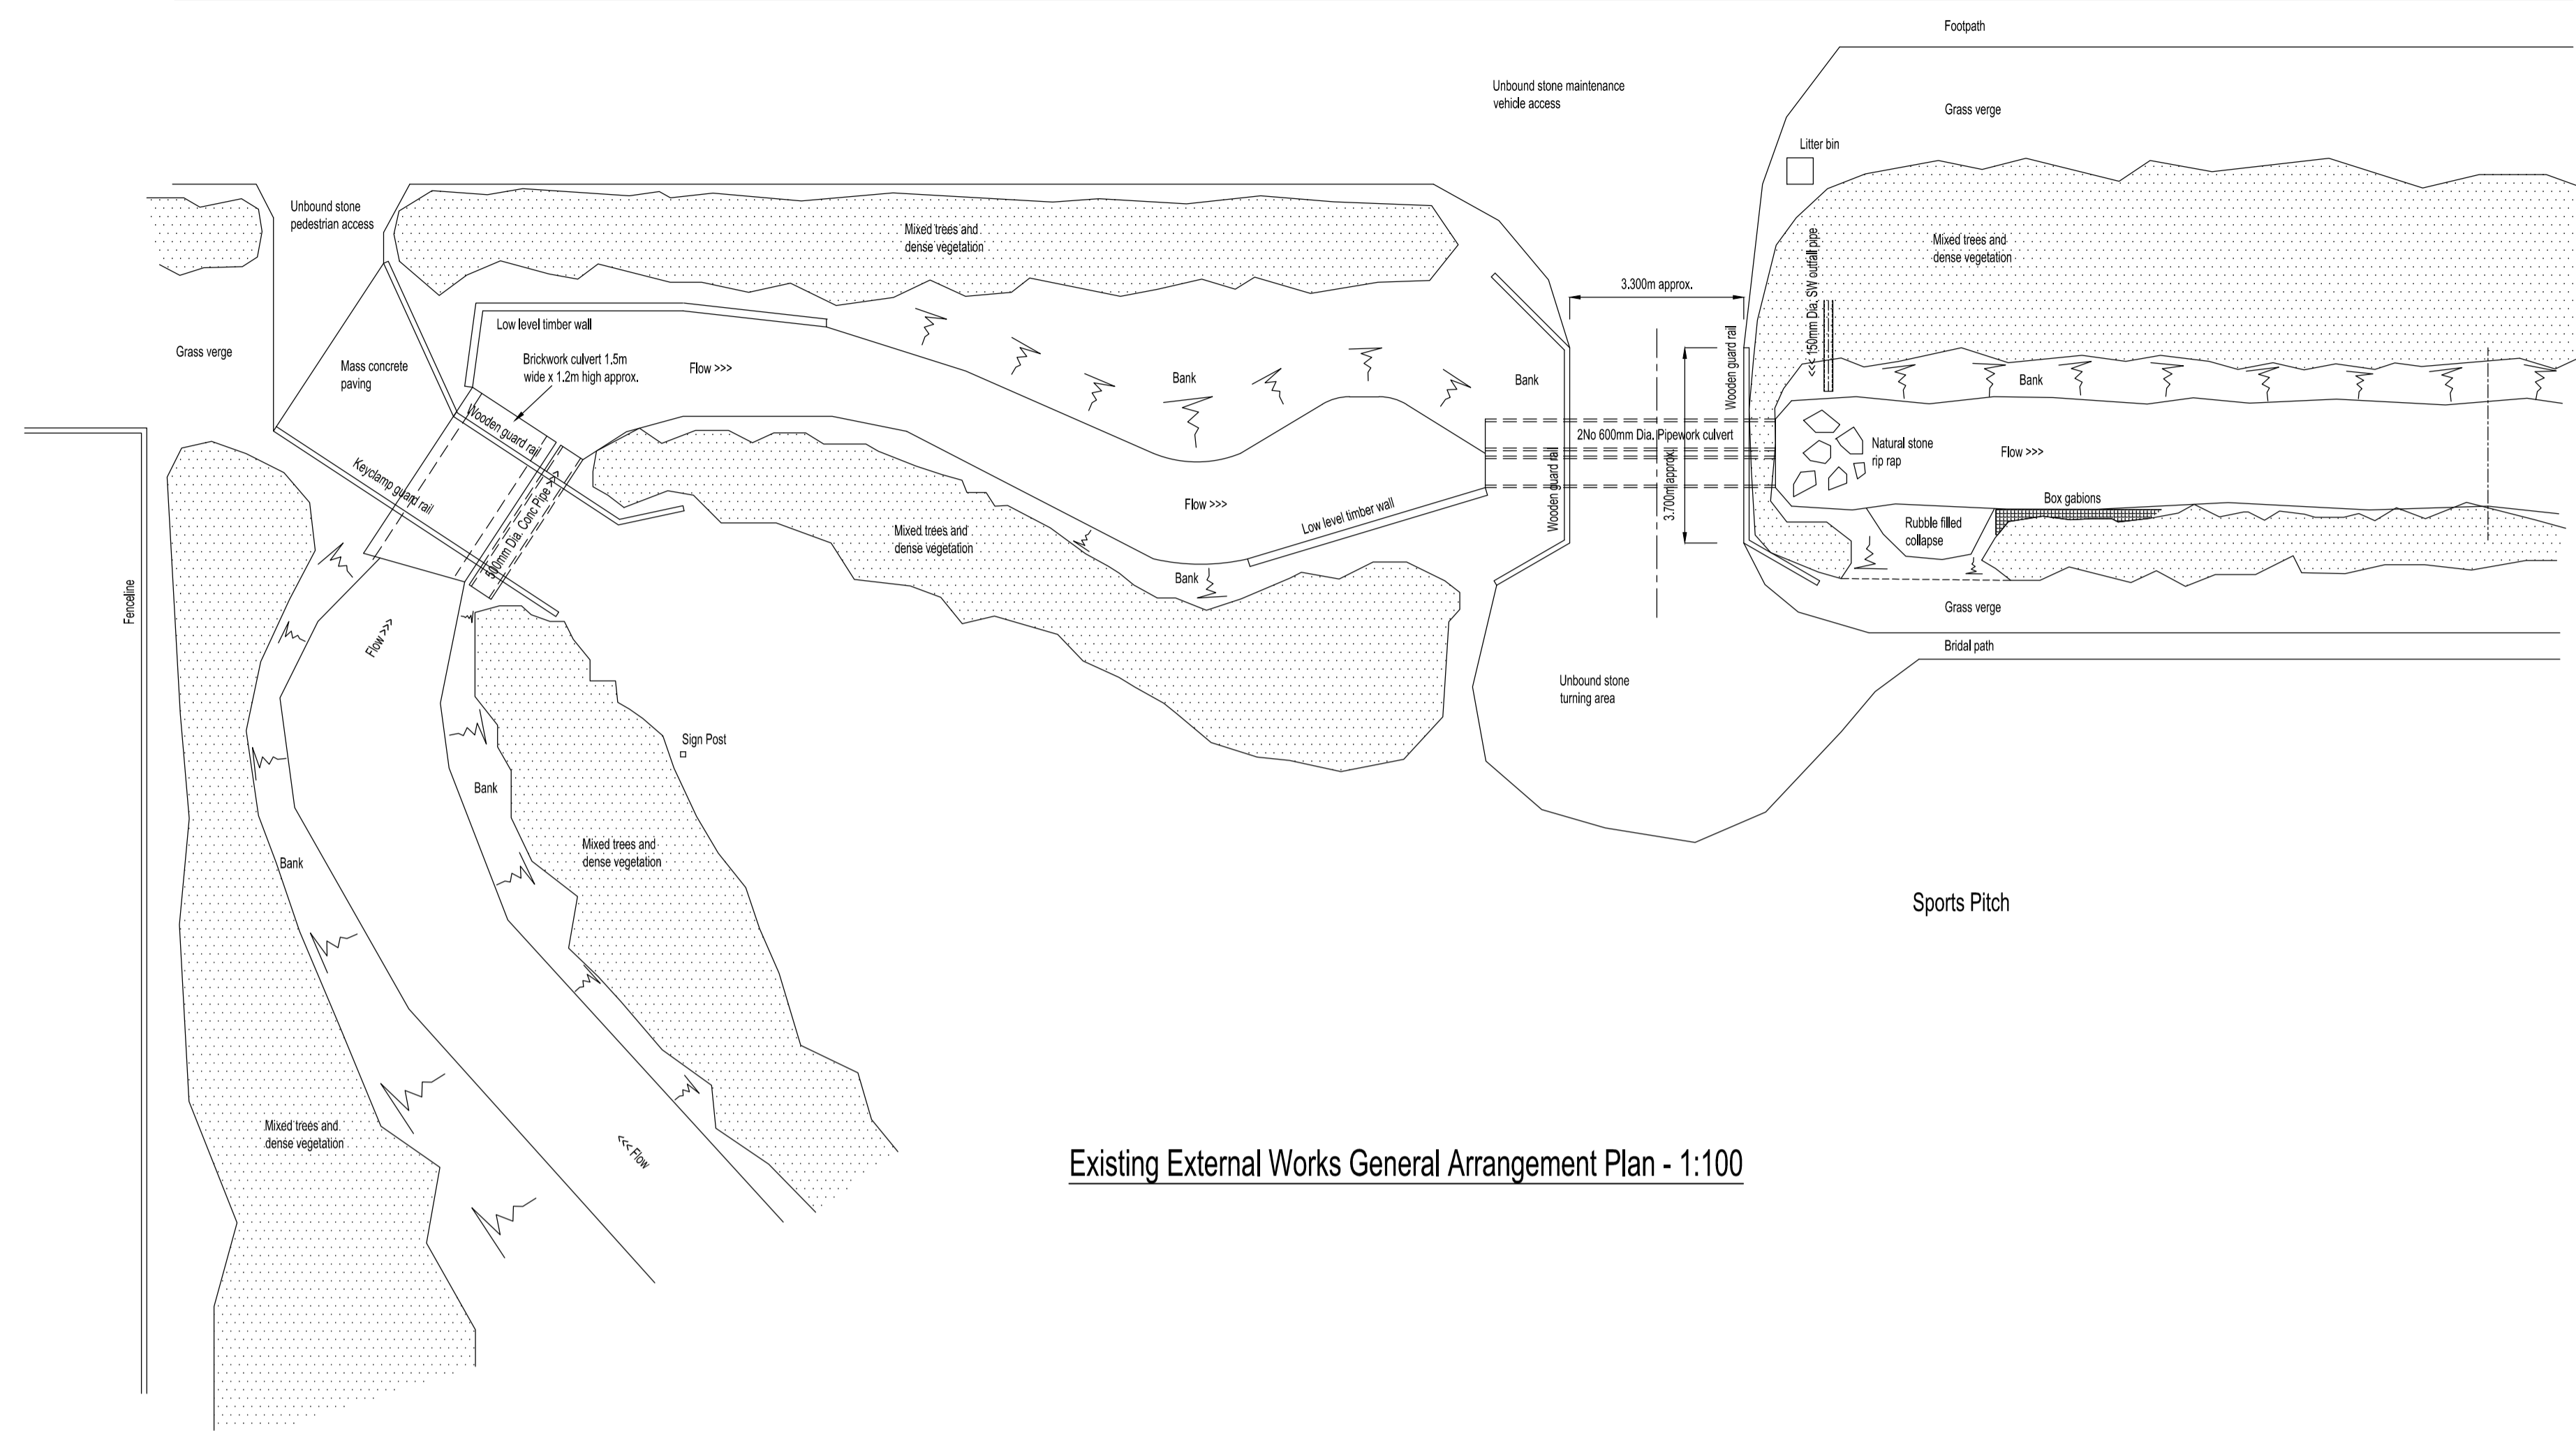 Footpath
Unbound stone maintenance
vehicle access
Grass verge
Litter bin
Unbound stone
pedestrian access
Mixed trees and
dense vegetation
<<< 150mm Dia. SW outfall pipe
Mixed trees and
dense vegetation
3.300m approx.
Low level timber wall
Grass verge
Mass concrete
paving
Brickwork culvert 1.5m
wide x 1.2m high approx.
Flow >>>
Bank
Bank
Wooden guard rail
Bank
Wooden guard rail
2No 600mm Dia. Pipework culvert
Natural stone
rip rap
Flow >>>
Keyclamp guard rail
500mm Dia. Conc Pipe >>
Flow >>>
Low level timber wall
Wooden guard rail
3.700m approx.
Box gabions
Rubble filled
collapse
Mixed trees and
dense vegetation
Bank
Fenceline
Flow >>>
Grass verge
Bridal path
Unbound stone
turning area
Sign Post
Bank
Mixed trees and
dense vegetation
Bank
Sports Pitch
Mixed trees and
dense vegetation
<<< Flow
Existing External Works General Arrangement Plan - 1:100